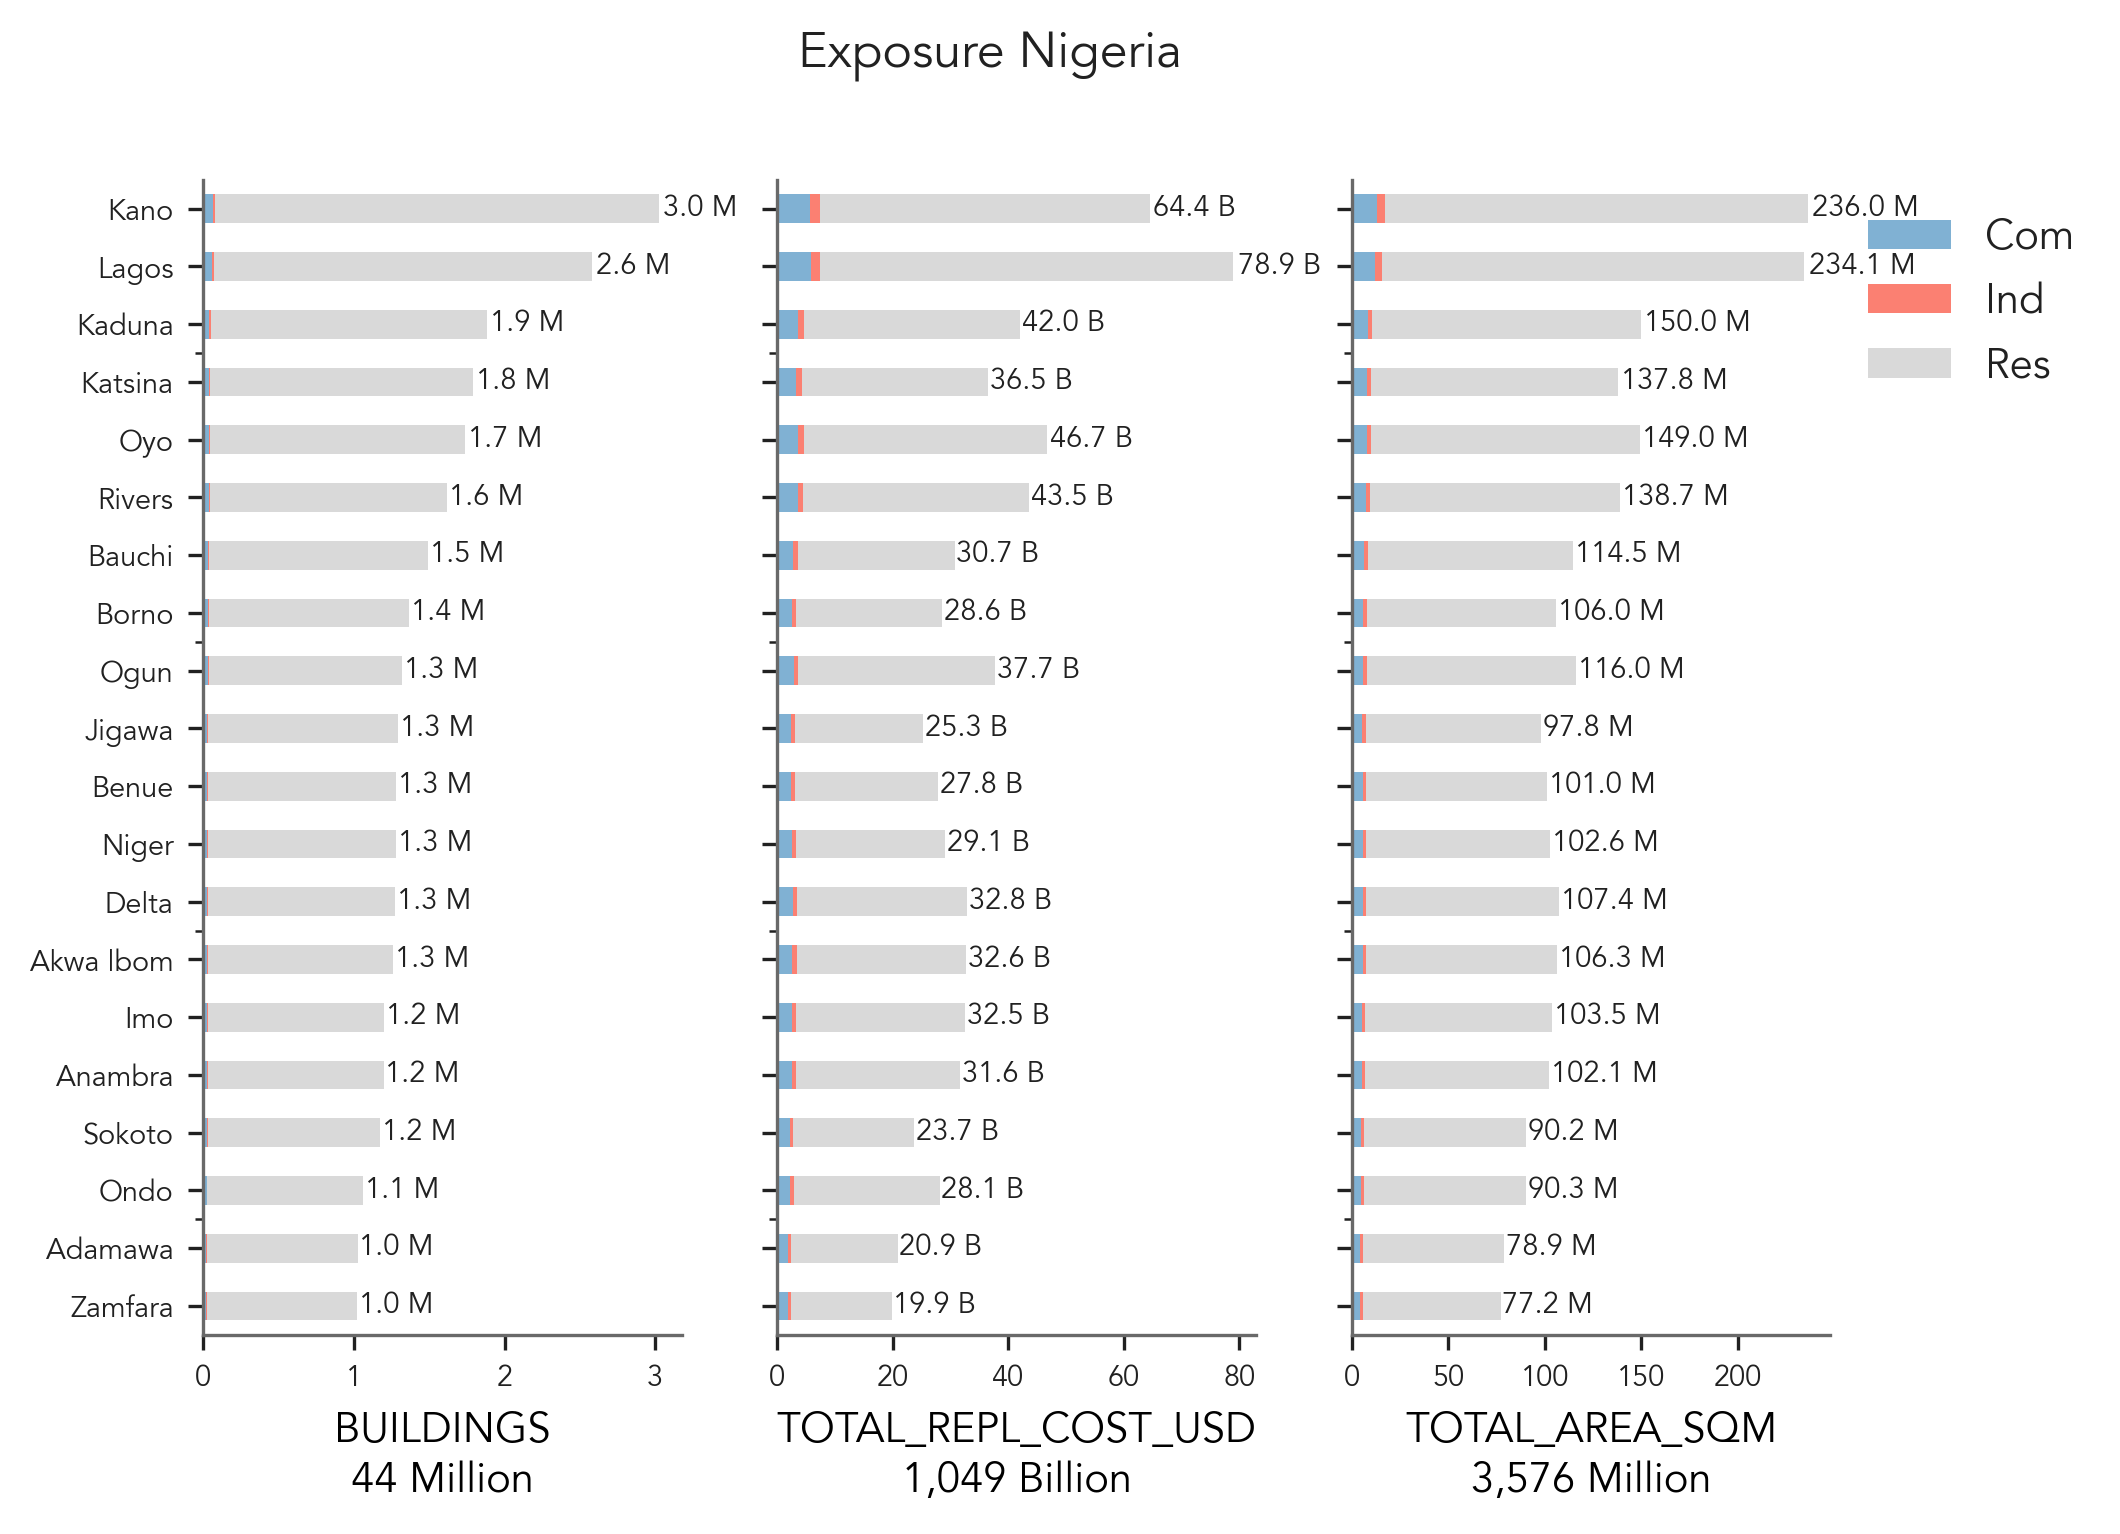 Exposure Nigeria
Kano 3.0 M 64.4 B 236.0 M
Lagos 2.6 M 78.9 B 234.1 M
Kaduna 1.9 M 42.0 B 150.0 M
Katsina 1.8 M 36.5 B 137.8 M
Oyo 1.7 M 46.7 B 149.0 M
Rivers 1.6 M 43.5 B 138.7 M
Bauchi 1.5 M 30.7 B 114.5 M
Borno 1.4 M 28.6 B 106.0 M
Ogun 1.3 M 37.7 B 116.0 M
Jigawa 1.3 M 25.3 B 97.8 M
Benue 1.3 M 27.8 B 101.0 M
Niger 1.3 M 29.1 B 102.6 M
Delta 1.3 M 32.8 B 107.4 M
Akwa Ibom 1.3 M 32.6 B 106.3 M
Imo 1.2 M 32.5 B 103.5 M
Anambra 1.2 M 31.6 B 102.1 M
Sokoto 1.2 M 23.7 B 90.2 M
Ondo 1.1 M 28.1 B 90.3 M
Adamawa 1.0 M 20.9 B 78.9 M
Zamfara 1.0 M 19.9 B 77.2 M
0 1 2 3
BUILDINGS
44 Million
0 20 40 60 80
TOTAL_REPL_COST_USD
1,049 Billion
0 50 100 150 200
TOTAL_AREA_SQM
3,576 Million
Com
Ind
Res